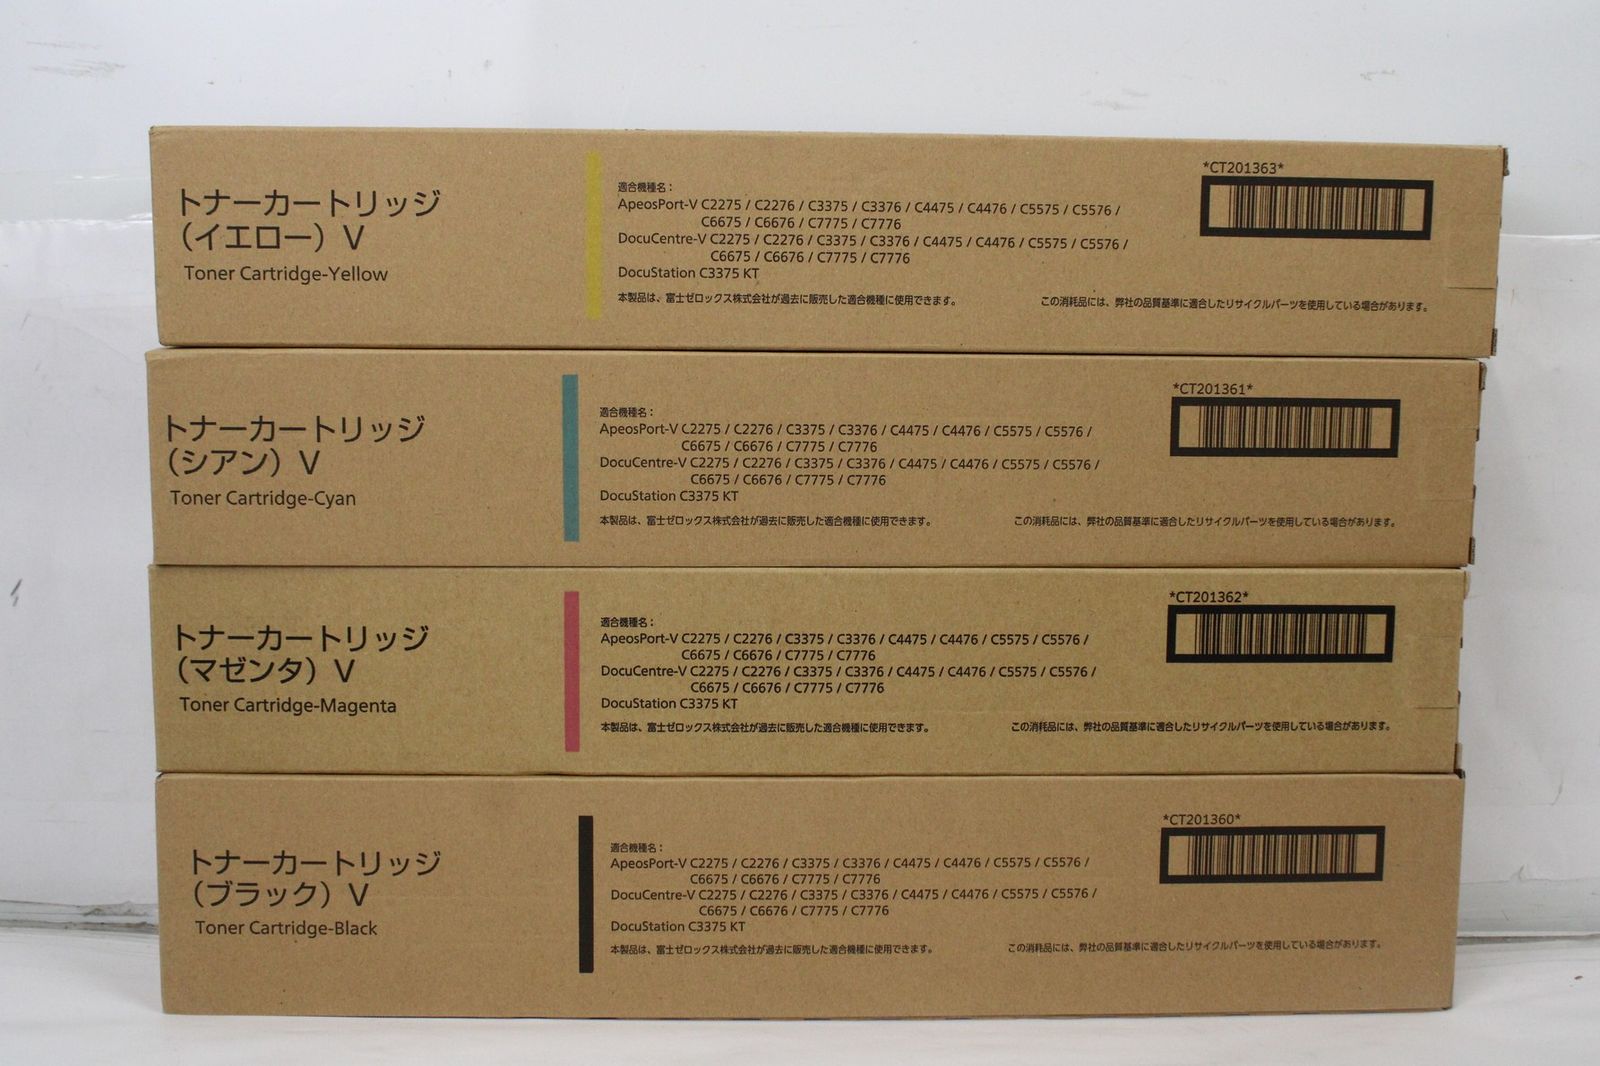 トナーカートリッジ
（イエロー）V
Toner Cartridge-Yellow
適合機種名：
ApeosPort-V C2275 / C2276 / C3375 / C3376 / C4475 / C4476 / C5575 / C5576 /
C6675 / C6676 / C7775 / C7776
DocuCentre-V C2275 / C2276 / C3375 / C3376 / C4475 / C4476 / C5575 / C5576 /
C6675 / C6676 / C7775 / C7776
DocuStation C3375 KT
本製品は、富士ゼロックス株式会社が過去に販売した適合機種に使用できます。
*CT201363*
この消耗品には、弊社の品質基準に適合したリサイクルパーツを使用している場合があります。
トナーカートリッジ
（シアン）V
Toner Cartridge-Cyan
適合機種名：
ApeosPort-V C2275 / C2276 / C3375 / C3376 / C4475 / C4476 / C5575 / C5576 /
C6675 / C6676 / C7775 / C7776
DocuCentre-V C2275 / C2276 / C3375 / C3376 / C4475 / C4476 / C5575 / C5576 /
C6675 / C6676 / C7775 / C7776
DocuStation C3375 KT
本製品は、富士ゼロックス株式会社が過去に販売した適合機種に使用できます。
*CT201361*
この消耗品には、弊社の品質基準に適合したリサイクルパーツを使用している場合があります。
トナーカートリッジ
（マゼンタ）V
Toner Cartridge-Magenta
適合機種名：
ApeosPort-V C2275 / C2276 / C3375 / C3376 / C4475 / C4476 / C5575 / C5576 /
C6675 / C6676 / C7775 / C7776
DocuCentre-V C2275 / C2276 / C3375 / C3376 / C4475 / C4476 / C5575 / C5576 /
C6675 / C6676 / C7775 / C7776
DocuStation C3375 KT
本製品は、富士ゼロックス株式会社が過去に販売した適合機種に使用できます。
*CT201362*
この消耗品には、弊社の品質基準に適合したリサイクルパーツを使用している場合があります。
トナーカートリッジ
（ブラック）V
Toner Cartridge-Black
適合機種名：
ApeosPort-V C2275 / C2276 / C3375 / C3376 / C4475 / C4476 / C5575 / C5576 /
C6675 / C6676 / C7775 / C7776
DocuCentre-V C2275 / C2276 / C3375 / C3376 / C4475 / C4476 / C5575 / C5576 /
C6675 / C6676 / C7775 / C7776
DocuStation C3375 KT
本製品は、富士ゼロックス株式会社が過去に販売した適合機種に使用できます。
*CT201360*
この消耗品には、弊社の品質基準に適合したリサイクルパーツを使用している場合があります。